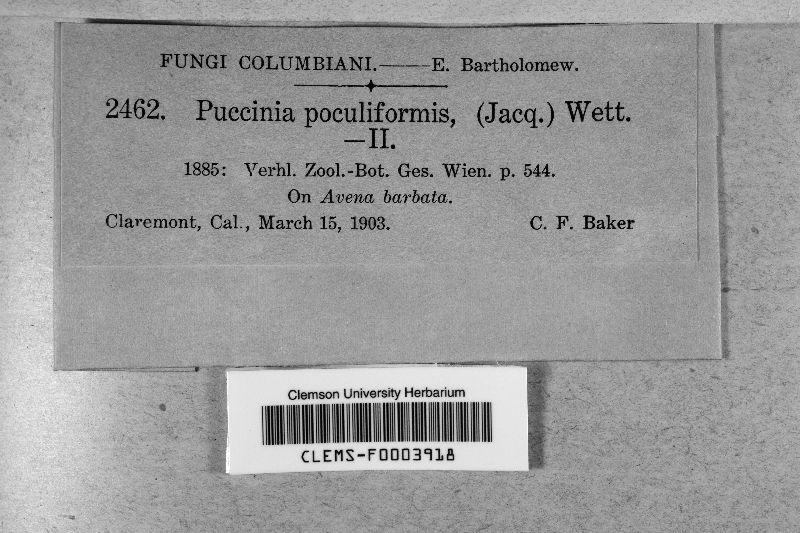 FUNGI COLUMBIANI.——E. Bartholomew.
2462. Puccinia poculiformis, (Jacq.) Wett.
—II.
1885: Verhl. Zool.-Bot. Ges. Wien. p. 544.
On Avena barbata.
Claremont, Cal., March 15, 1903. C. F. Baker
Clemson University Herbarium
CLEMS-F0003918